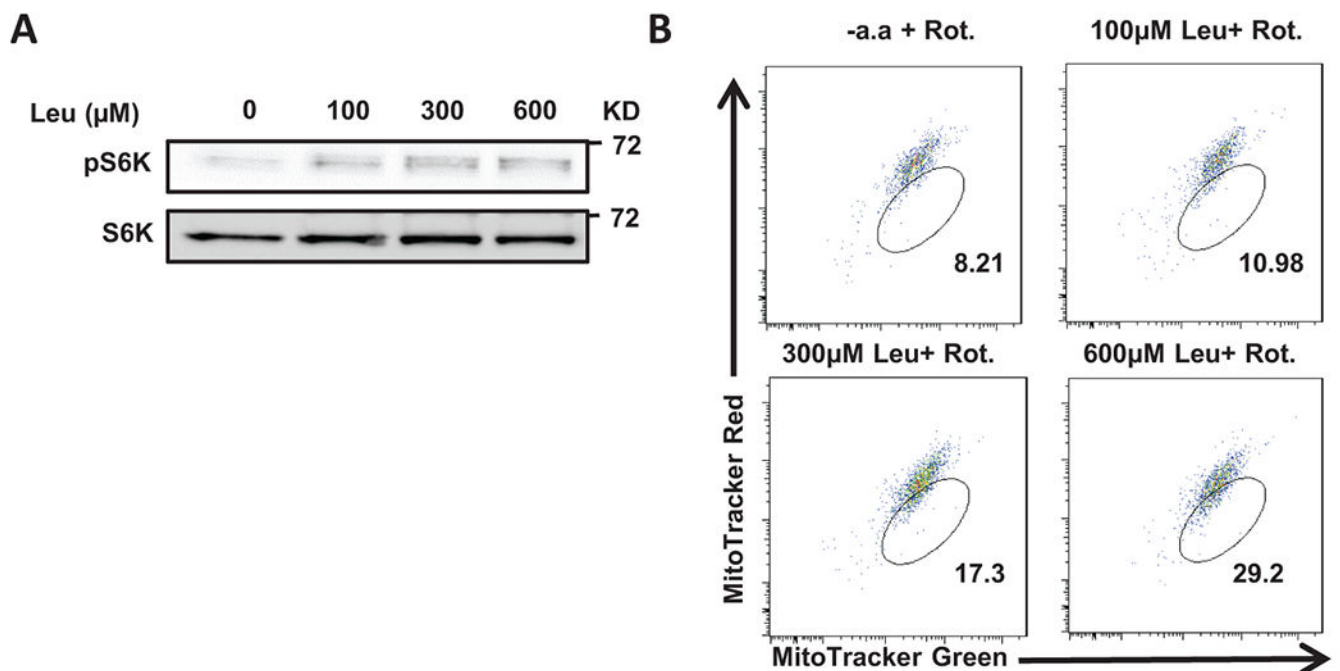 A
Leu (µM) 0 100 300 600 KD
pS6K 72
S6K 72
B
-a.a + Rot. 100µM Leu+ Rot.
8.21 10.98
300µM Leu+ Rot. 600µM Leu+ Rot.
17.3 29.2
MitoTracker Red
MitoTracker Green